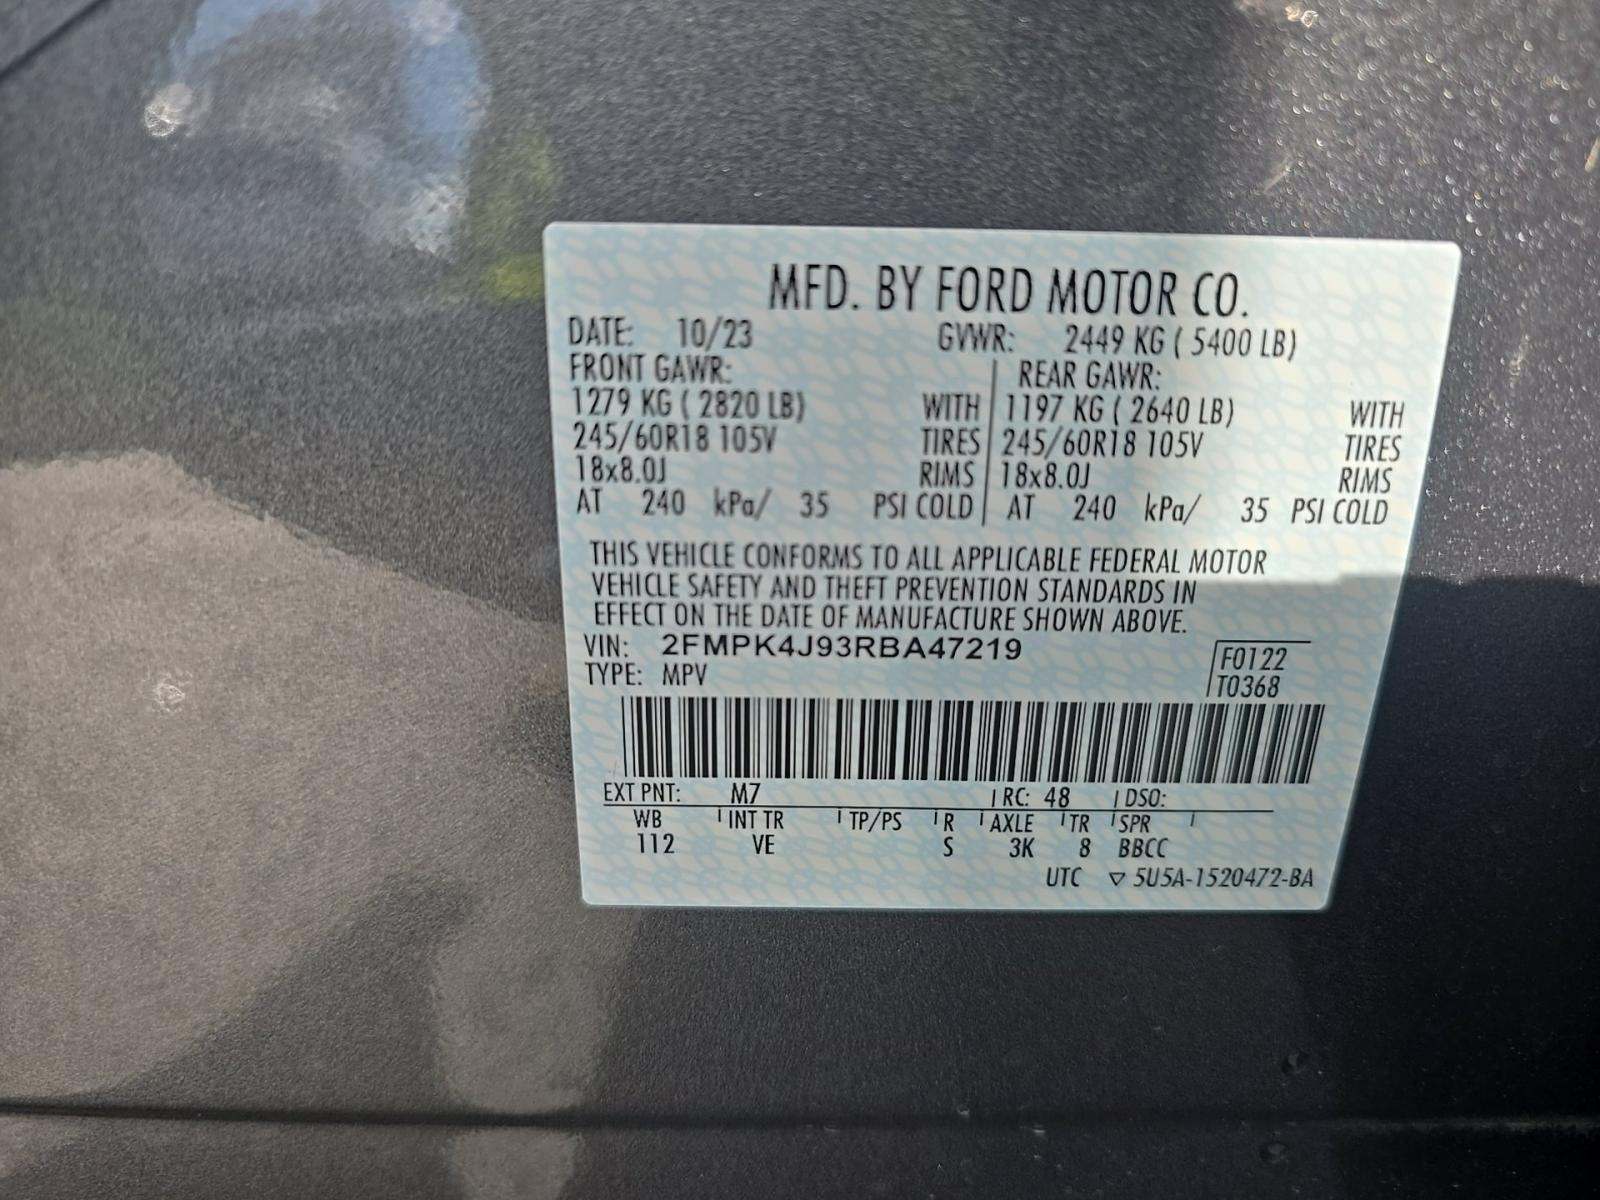 MFD. BY FORD MOTOR CO.
DATE: 10/23 GVWR: 2449 KG ( 5400 LB)
FRONT GAWR: REAR GAWR:
1279 KG ( 2820 LB) WITH 1197 KG ( 2640 LB) WITH
245/60R18 105V TIRES 245/60R18 105V TIRES
18x8.0J RIMS 18x8.0J RIMS
AT 240 kPa/ 35 PSI COLD AT 240 kPa/ 35 PSI COLD
THIS VEHICLE CONFORMS TO ALL APPLICABLE FEDERAL MOTOR
VEHICLE SAFETY AND THEFT PREVENTION STANDARDS IN
EFFECT ON THE DATE OF MANUFACTURE SHOWN ABOVE.
VIN: 2FMPK4J93RBA47219 F0122
TYPE: MPV T0368
EXT PNT: M7 RC: 48 DSO:
WB INT TR TP/PS R AXLE TR SPR
112 VE S 3K 8 BBCC
UTC ▽ 5U5A-1520472-BA